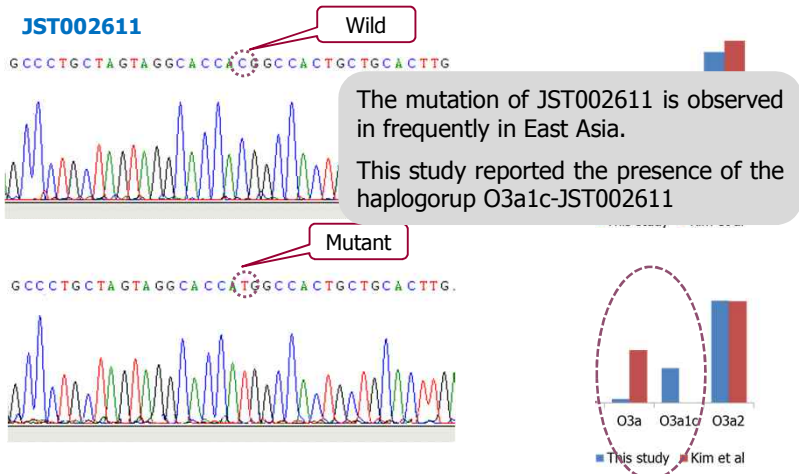 JST002611
Wild
GCCCTGCTAGTAGGCACCACGGCCACTGCTGCACTTG
The mutation of JST002611 is observed
in frequently in East Asia.
This study reported the presence of the
haplogorup O3a1c-JST002611
Mutant
GCCCTGCTAGTAGGCACCATGGCCACTGCTGCACTTG.
O3a O3a1c O3a2
This study Kim et al